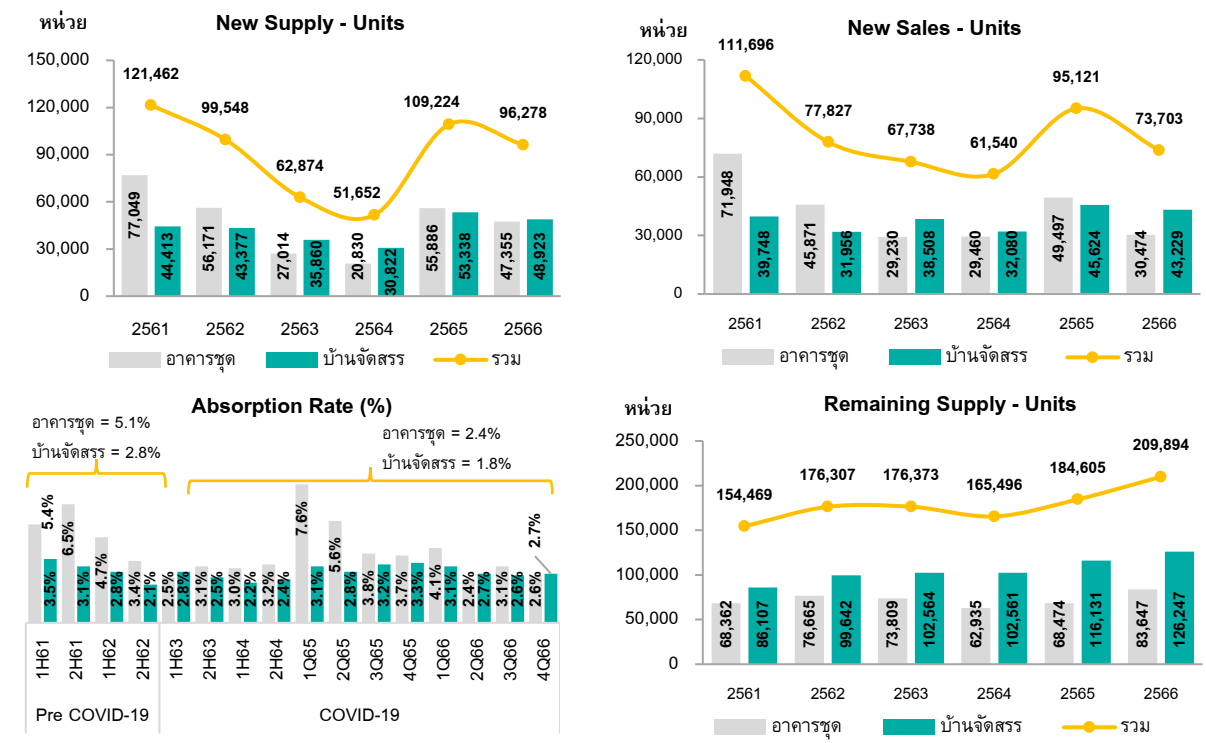 หน่วย
New Supply - Units
150,000
120,000
90,000
60,000
30,000
0
121,462
99,548
62,874
51,652
109,224
96,278
77,049
44,413
56,171
43,377
27,014
35,860
20,830
30,822
55,886
53,338
47,355
48,923
2561 2562 2563 2564 2565 2566
อาคารชุด บ้านจัดสรร รวม
หน่วย
New Sales - Units
120,000
90,000
60,000
30,000
0
111,696
77,827
67,738
61,540
95,121
73,703
71,948
39,748
45,871
31,956
29,230
38,508
29,460
32,080
49,497
45,624
30,474
43,229
2561 2562 2563 2564 2565 2566
อาคารชุด บ้านจัดสรร รวม
Absorption Rate (%)
อาคารชุด = 5.1%
บ้านจัดสรร = 2.8%
อาคารชุด = 2.4%
บ้านจัดสรร = 1.8%
5.4%
3.5%
6.5%
3.1%
4.7%
2.8%
3.4%
2.1%
2.5%
2.8%
3.1%
2.5%
3.0%
2.2%
3.2%
2.4%
7.6%
3.1%
5.6%
2.8%
3.8%
3.2%
3.7%
3.3%
4.1%
3.1%
2.4%
2.7%
3.1%
2.6%
2.6%
2.7%
1H61
2H61
1H62
2H62
1H63
2H63
1H64
2H64
1Q65
2Q65
3Q65
4Q65
1Q66
2Q66
3Q66
4Q66
Pre COVID-19
COVID-19
หน่วย
Remaining Supply - Units
250,000
200,000
150,000
100,000
50,000
0
154,469
176,307
176,373
165,496
184,605
209,894
68,362
86,107
76,665
99,642
73,809
102,564
62,935
102,561
68,474
116,131
83,647
126,247
2561 2562 2563 2564 2565 2566
อาคารชุด บ้านจัดสรร รวม